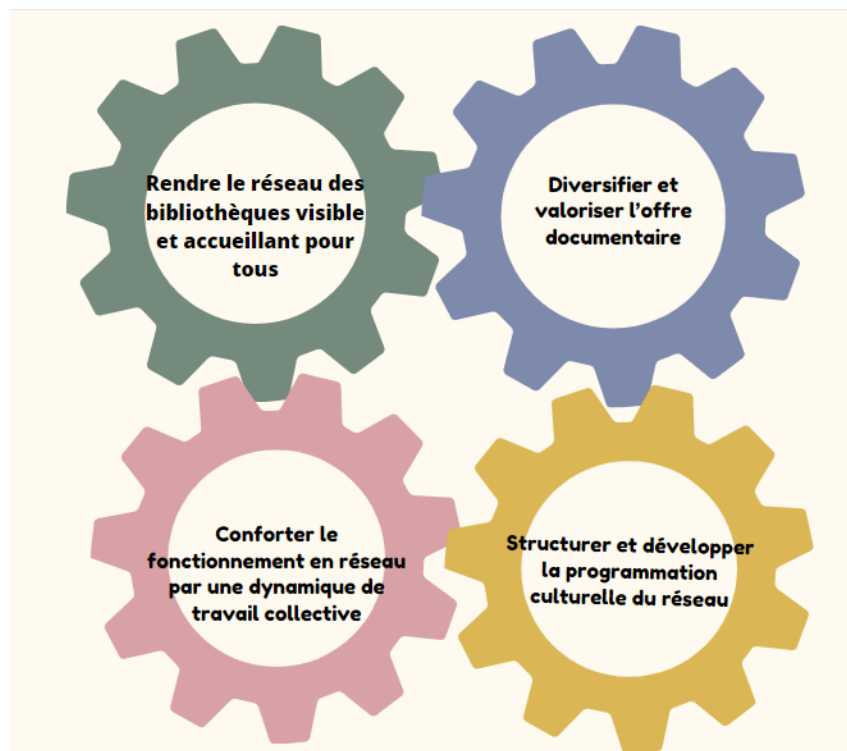 Rendre le réseau des
bibliothèques visible
et accueillant pour
tous
Diversifier et
valoriser l’offre
documentaire
Conforter le
fonctionnement en réseau
par une dynamique de
travail collective
Structurer et développer
la programmation
culturelle du réseau